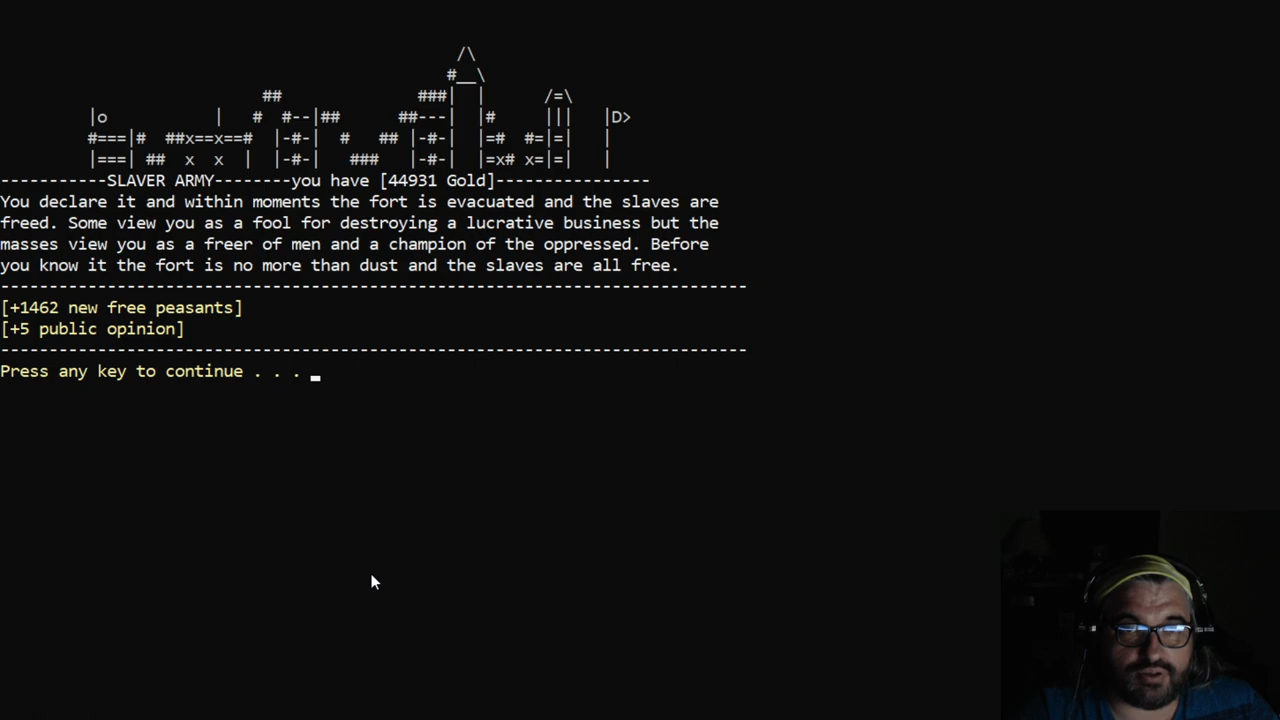 -----------SLAVER ARMY--------you have [44931 Gold]----------------
You declare it and within moments the fort is evacuated and the slaves are
freed. Some view you as a fool for destroying a lucrative business but the
masses view you as a freer of men and a champion of the oppressed. Before
you know it the fort is no more than dust and the slaves are all free.
-----------------------------------------------------------------------------
[+1462 new free peasants]
[+5 public opinion]
-----------------------------------------------------------------------------
Press any key to continue . . .